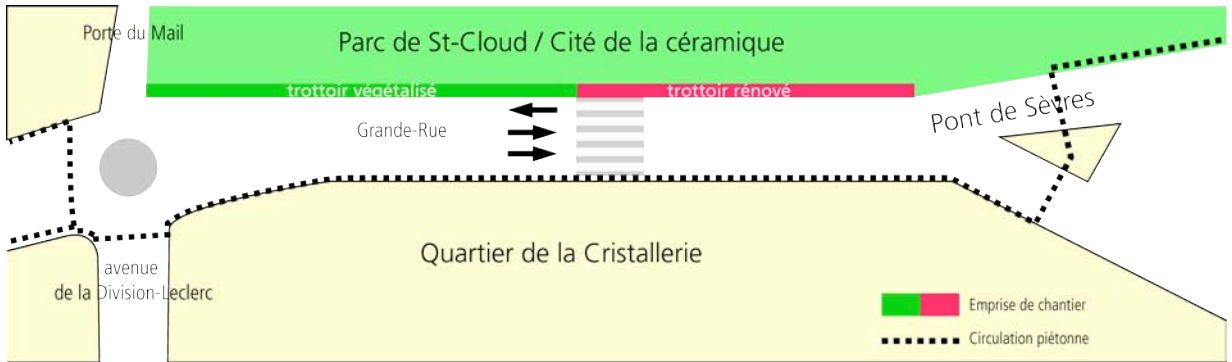 Porte du Mail
Parc de St-Cloud / Cité de la céramique
trottoir végétalisé
trottoir rénové
Grande-Rue
Pont de Sèvres
Quartier de la Cristallerie
avenue
de la Division-Leclerc
Emprise de chantier
Circulation piétonne